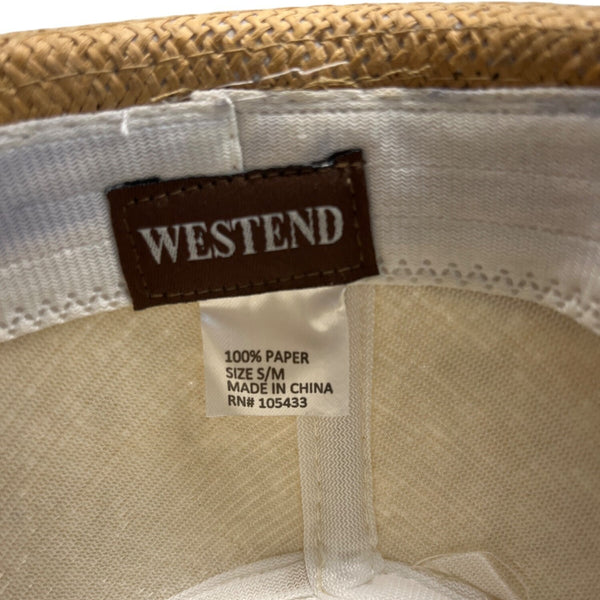 WESTEND
100% PAPER
SIZE S/M
MADE IN CHINA
RN# 105433